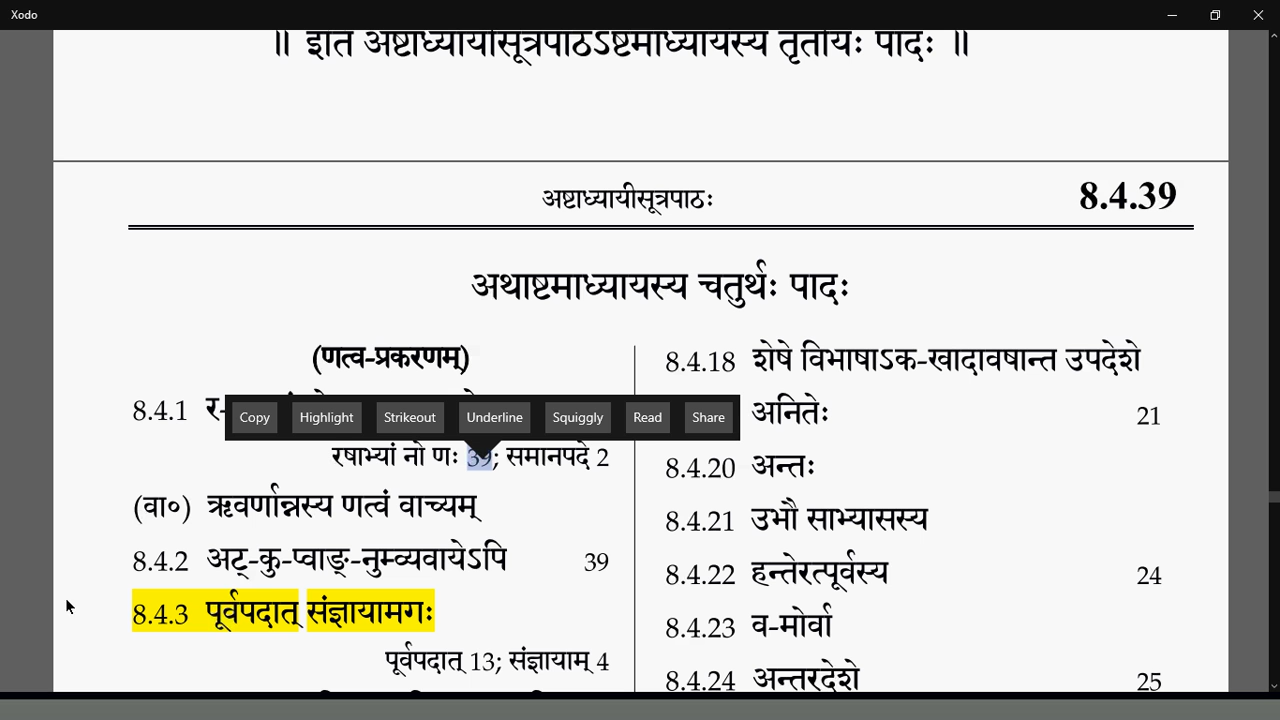 Xodo
॥ इति अष्टाध्यायीसूत्रपाठेऽष्टमाध्यायस्य तृतीयः पादः ॥
अष्टाध्यायीसूत्रपाठः 8.4.39
अथाष्टमाध्यायस्य चतुर्थः पादः
(णत्व-प्रकरणम्)
8.4.1 र-
Copy Highlight Strikeout Underline Squiggly Read Share
रषाभ्यां नो णः 39; समानपदे 2
(वा०) ऋवर्णान्नस्य णत्वं वाच्यम्
8.4.2 अट्-कु-प्वाङ्-नुम्व्यवायेऽपि 39
8.4.3 पूर्वपदात् संज्ञायामगः
पूर्वपदात् 13; संज्ञायाम् 4
8.4.18 शेषे विभाषाऽक-खादावषान्त उपदेशे
अनितेः 21
8.4.20 अन्तः
8.4.21 उभौ साभ्यासस्य
8.4.22 हन्तेरत्पूर्वस्य 24
8.4.23 व-मोर्वा
8.4.24 अन्तरदेशे 25